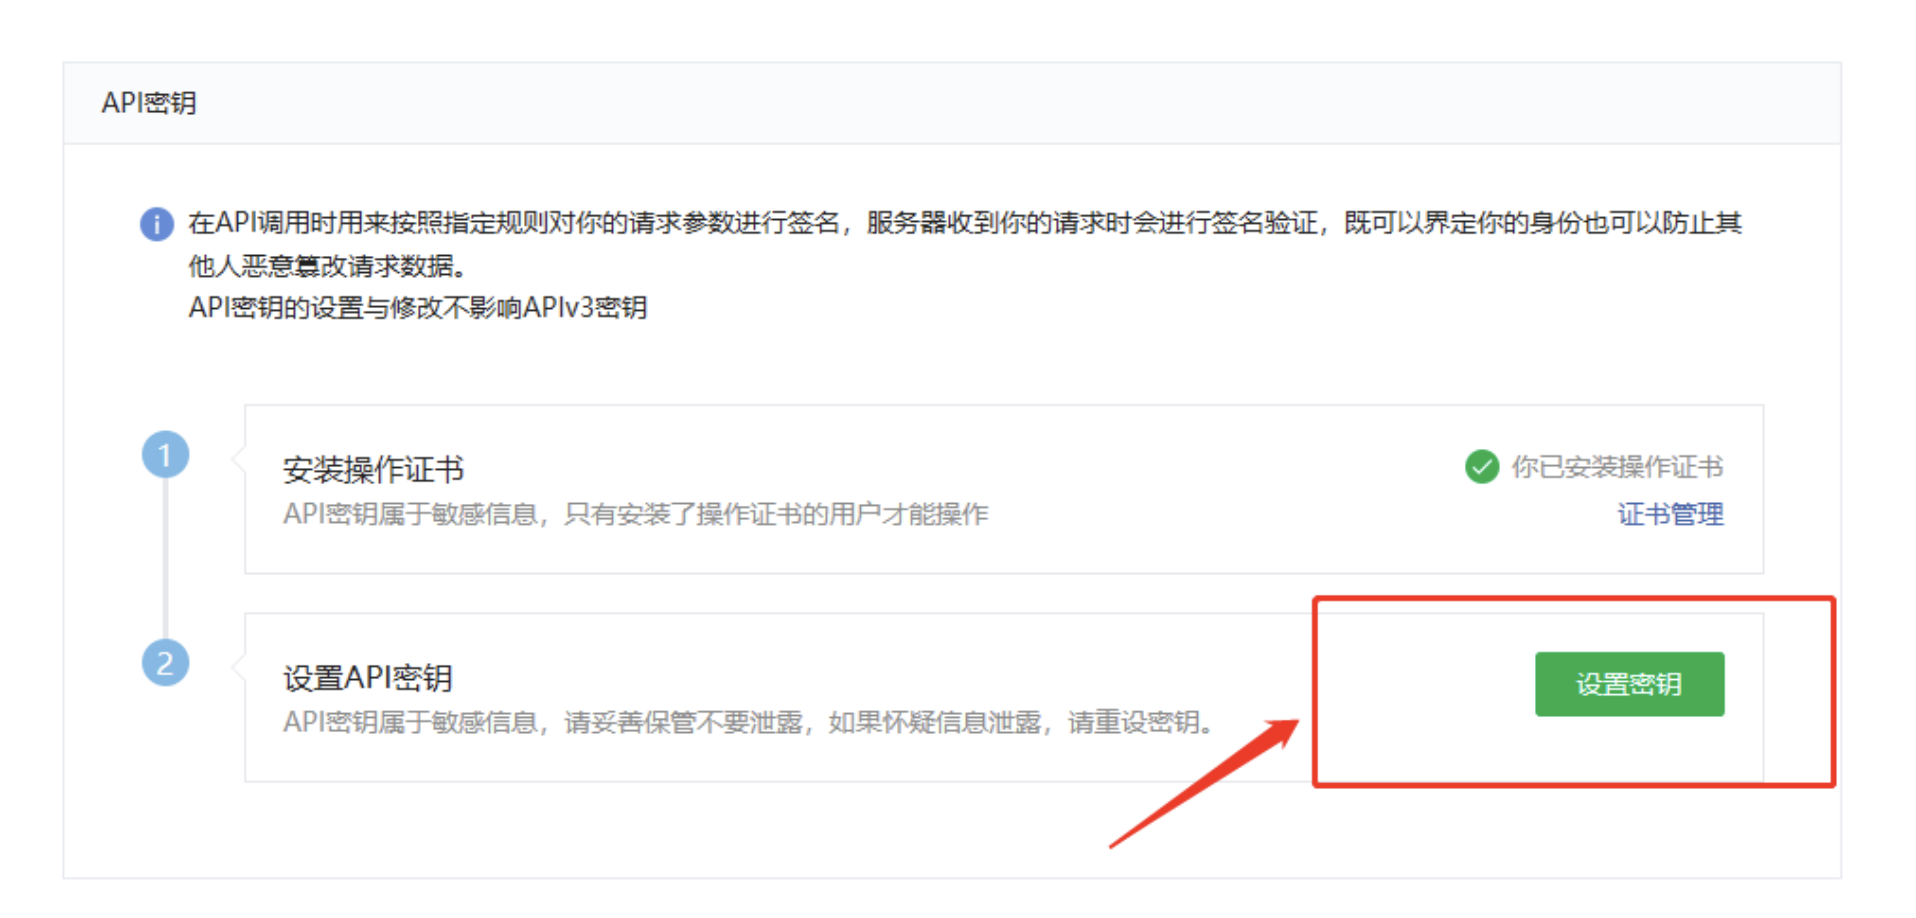 API密钥
在API调用时用来按照指定规则对你的请求参数进行签名，服务器收到你的请求时会进行签名验证，既可以界定你的身份也可以防止其
他人恶意篡改请求数据。
API密钥的设置与修改不影响APIv3密钥
1
安装操作证书
你已安装操作证书
API密钥属于敏感信息，只有安装了操作证书的用户才能操作
证书管理
2
设置API密钥
设置密钥
API密钥属于敏感信息，请妥善保管不要泄露，如果怀疑信息泄露，请重设密钥。